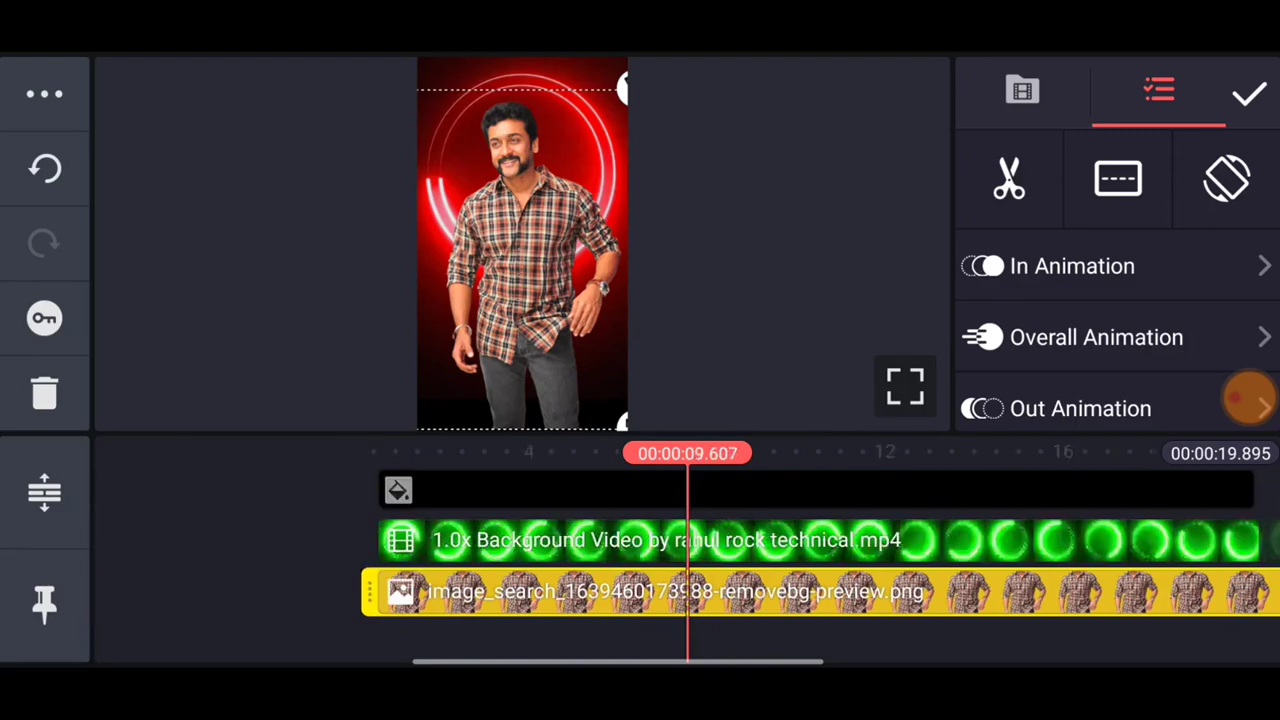 In Animation
Overall Animation
Out Animation
4
00:00:09.607
12
16
00:00:19.895
1.0x Background Video by rahul rock technical.mp4
image_search_1639460173988-removebg-preview.png